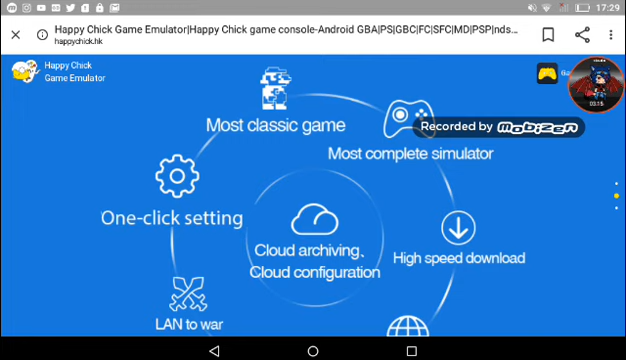 17:29
Happy Chick Game Emulator|Happy Chick game console-Android GBA|PS|GBC|FC|SFC|MD|PSP|nds...
happychick.hk
Happy Chick
Game Emulator
03:15
Recorded by mobizen
Most classic game
Most complete simulator
One-click setting
Cloud archiving、
Cloud configuration
High speed download
LAN to war